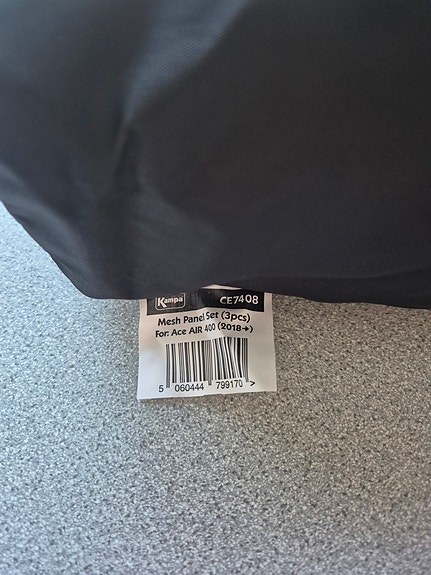 Kampa CE7408
Mesh Panel Set (3pcs)
For: Ace AIR 400 (2018→)
5 060444 799170 >